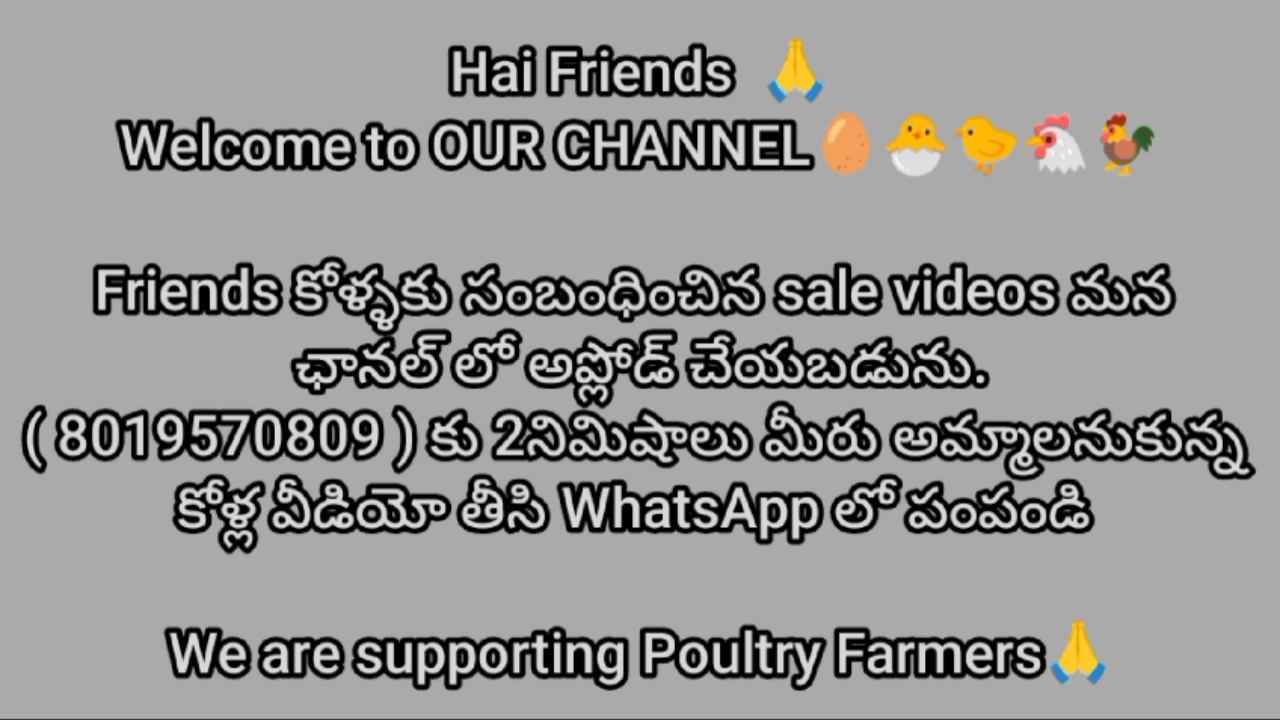 Hai Friends 🙏
Welcome to OUR CHANNEL🥚🐣🐤🐔🐓
Friends కోళ్ళకు సంబంధించిన sale videos మన
ఛానల్ లో అప్లోడ్ చేయబడును.
( 8019570809 ) కు 2నిమిషాలు మీరు అమ్మాలనుకున్న
కోళ్ల వీడియో తీసి WhatsApp లో పంపండి
We are supporting Poultry Farmers🙏